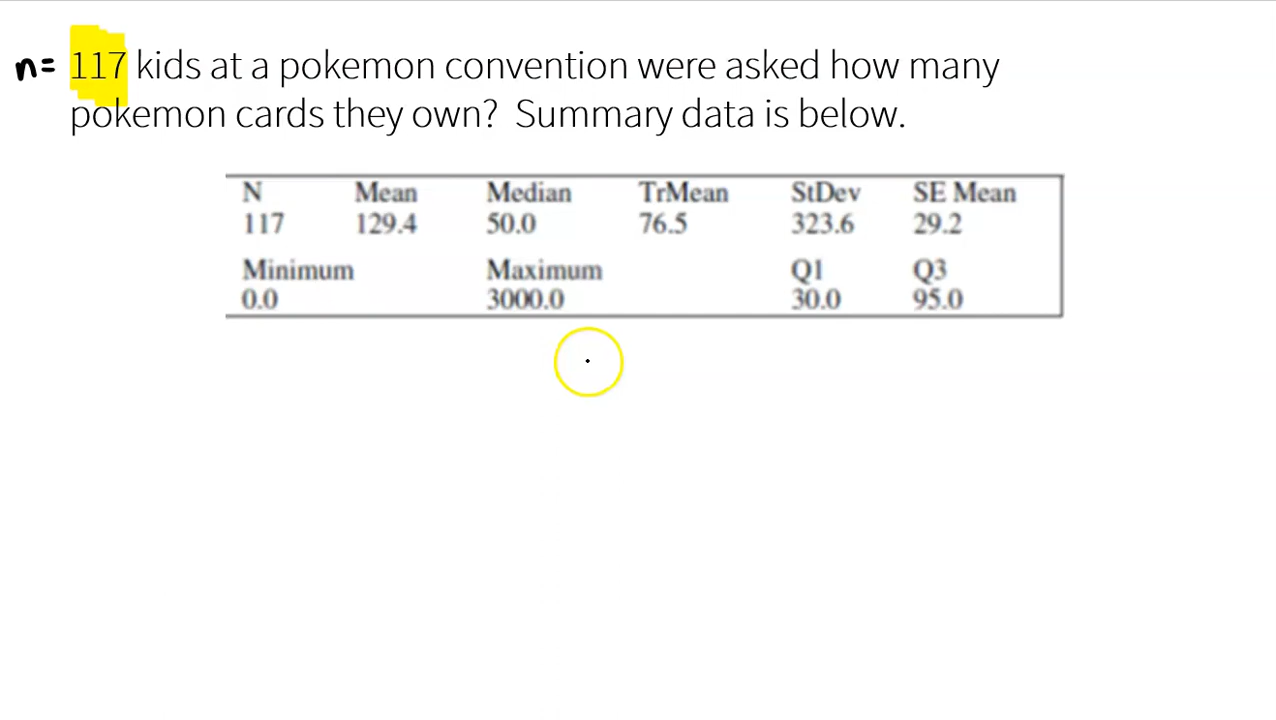 n= 117 kids at a pokemon convention were asked how many
pokemon cards they own? Summary data is below.
N Mean Median TrMean StDev SE Mean
117 129.4 50.0 76.5 323.6 29.2
Minimum Maximum Q1 Q3
0.0 3000.0 30.0 95.0